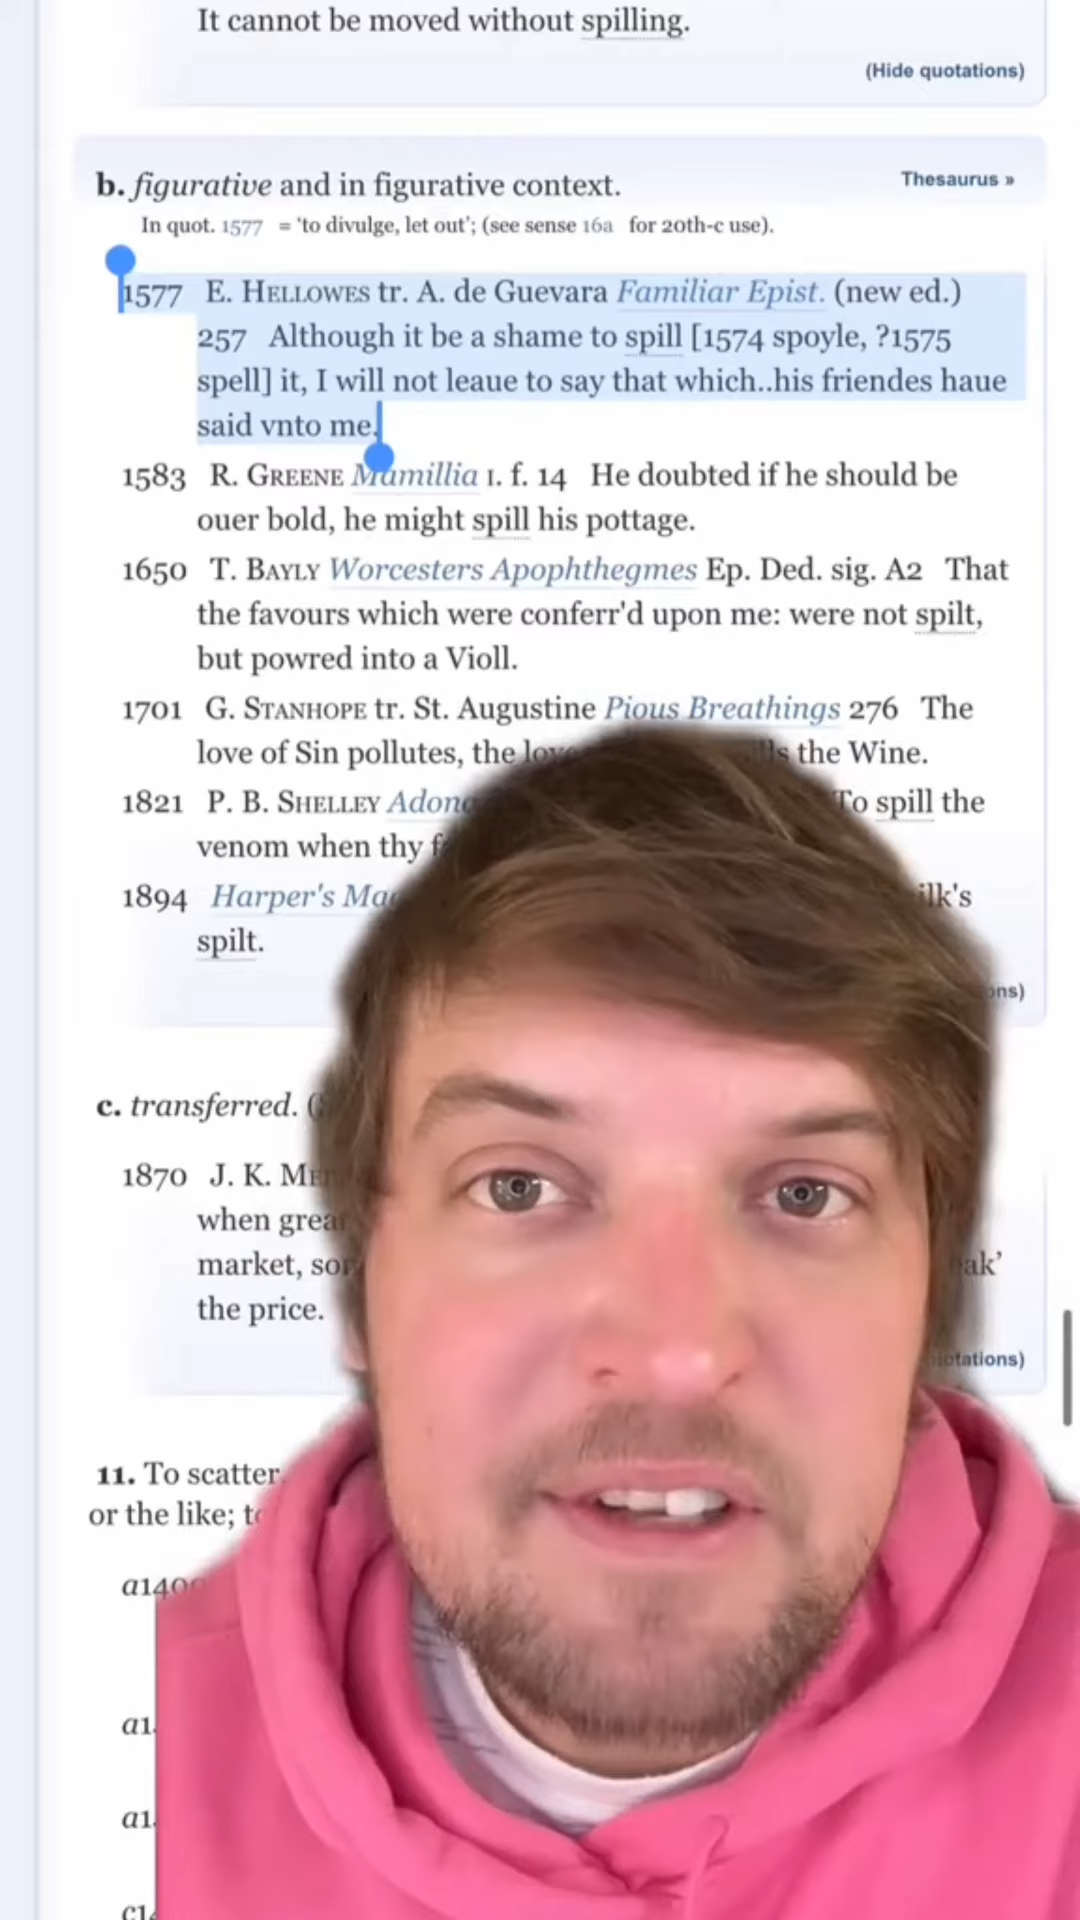 It cannot be moved without spilling.
(Hide quotations)
b. figurative and in figurative context.
Thesaurus »
In quot. 1577 = ‘to divulge, let out’; (see sense 16a for 20th-c use).
1577 E. HELLOWES tr. A. de Guevara Familiar Epist. (new ed.)
257 Although it be a shame to spill [1574 spoyle, ?1575
spell] it, I will not leaue to say that which..his friendes haue
said vnto me.
1583 R. GREENE Mamillia I. f. 14 He doubted if he should be
ouer bold, he might spill his pottage.
1650 T. BAYLY Worcesters Apophthegmes Ep. Ded. sig. A2 That
the favours which were conferr'd upon me: were not spilt,
but powred into a Violl.
1701 G. STANHOPE tr. St. Augustine Pious Breathings 276 The
love of Sin pollutes, the the Wine.
1821 P. B. SHELLEY To spill the
venom when thy
1894 Harper's
spilt.
c. transferred.
1870 J. K.
when
market,
the price.
11. To scatter
or the like;